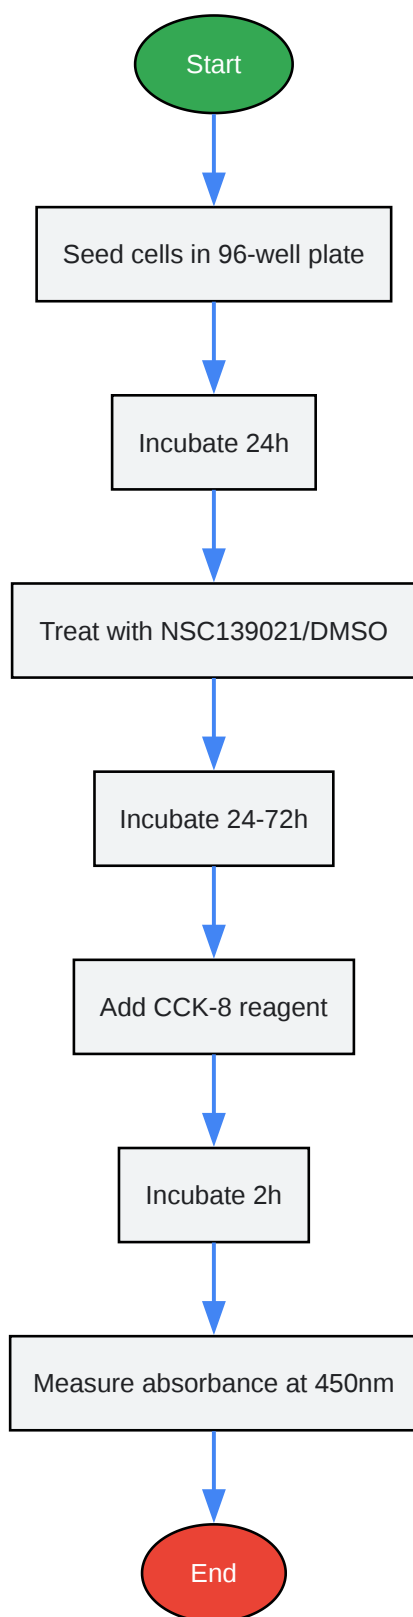 Start
Seed cells in 96-well plate
Incubate 24h
Treat with NSC139021/DMSO
Incubate 24-72h
Add CCK-8 reagent
Incubate 2h
Measure absorbance at 450nm
End